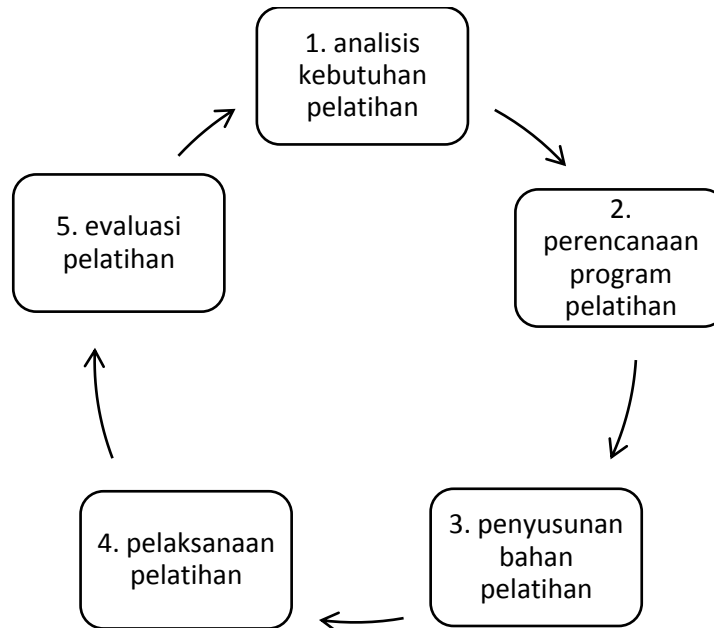 1. analisis
kebutuhan
pelatihan
2.
perencanaan
program
pelatihan
3. penyusunan
bahan
pelatihan
4. pelaksanaan
pelatihan
5. evaluasi
pelatihan